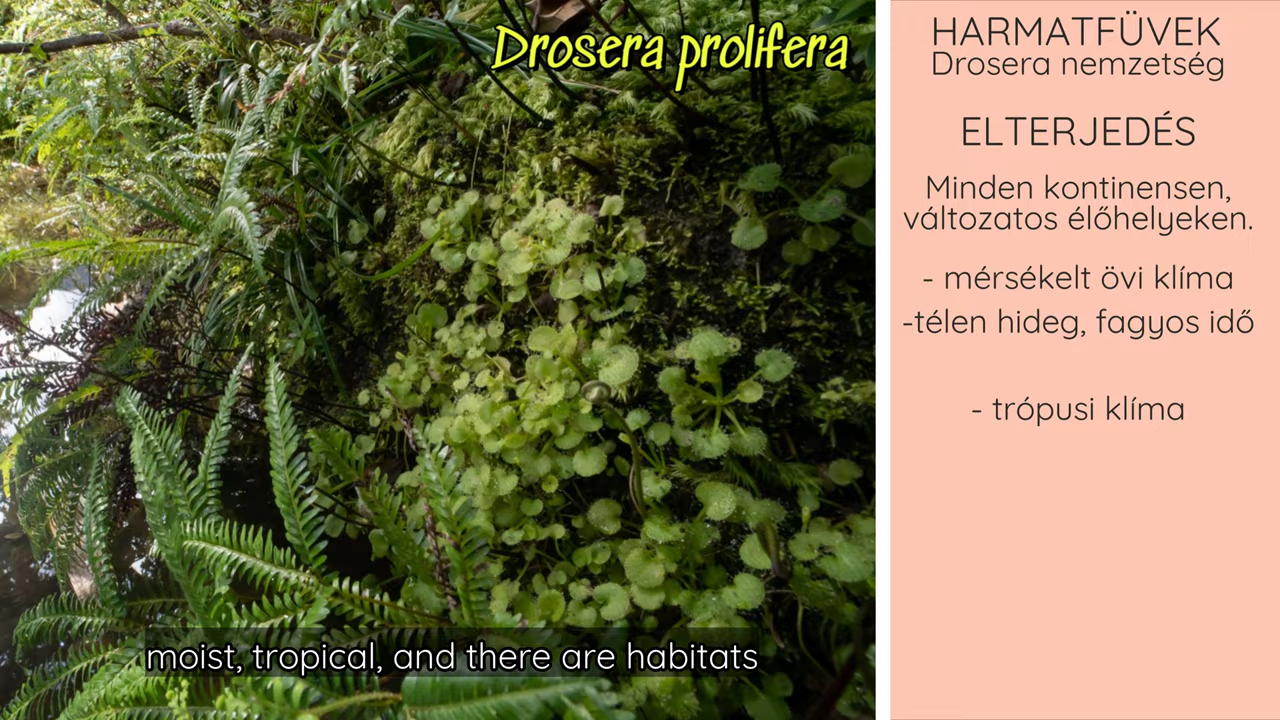 Drosera prolifera
moist, tropical, and there are habitats
HARMATFÜVEK
Drosera nemzetség
ELTERJEDÉS
Minden kontinensen,
változatos élőhelyeken.
- mérsékelt övi klíma
-télen hideg, fagyos idő
- trópusi klíma